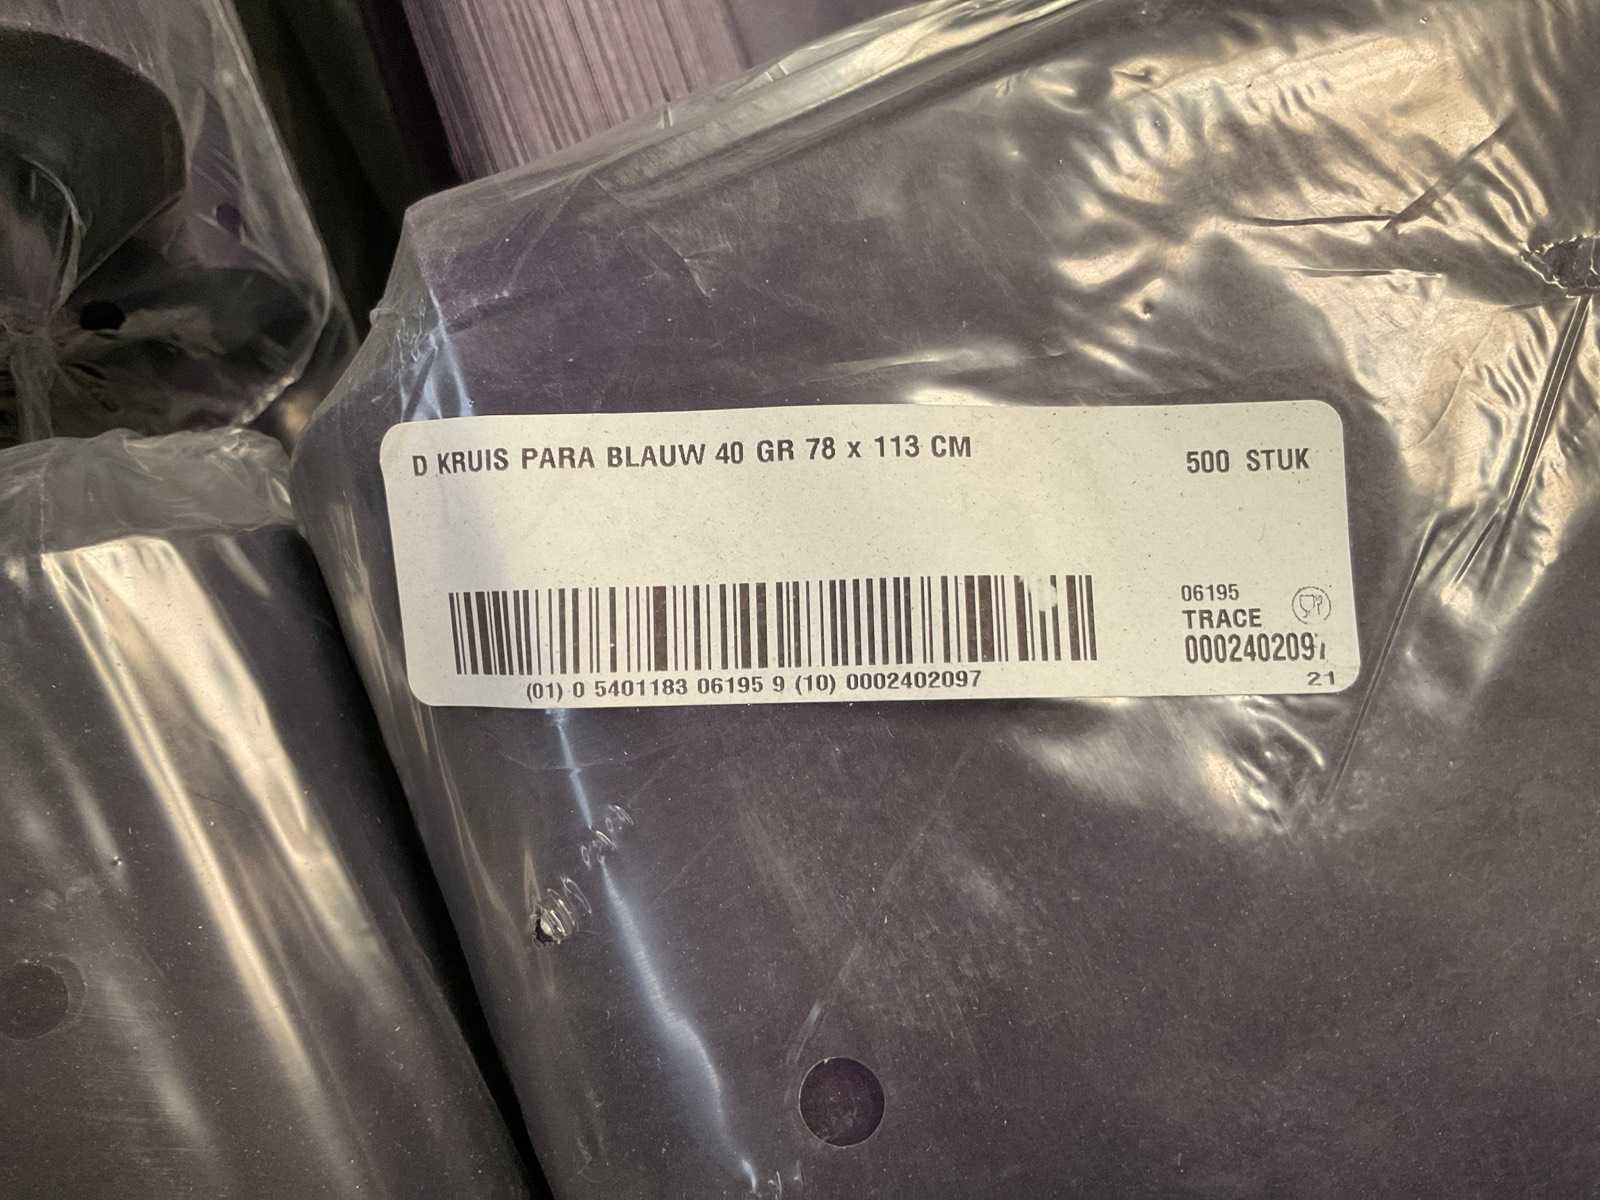 D KRUIS PARA BLAUW 40 GR 78 x 113 CM
500 STUK
06195
TRACE
0002402097
21
(01) 0 5401183 06195 9 (10) 0002402097